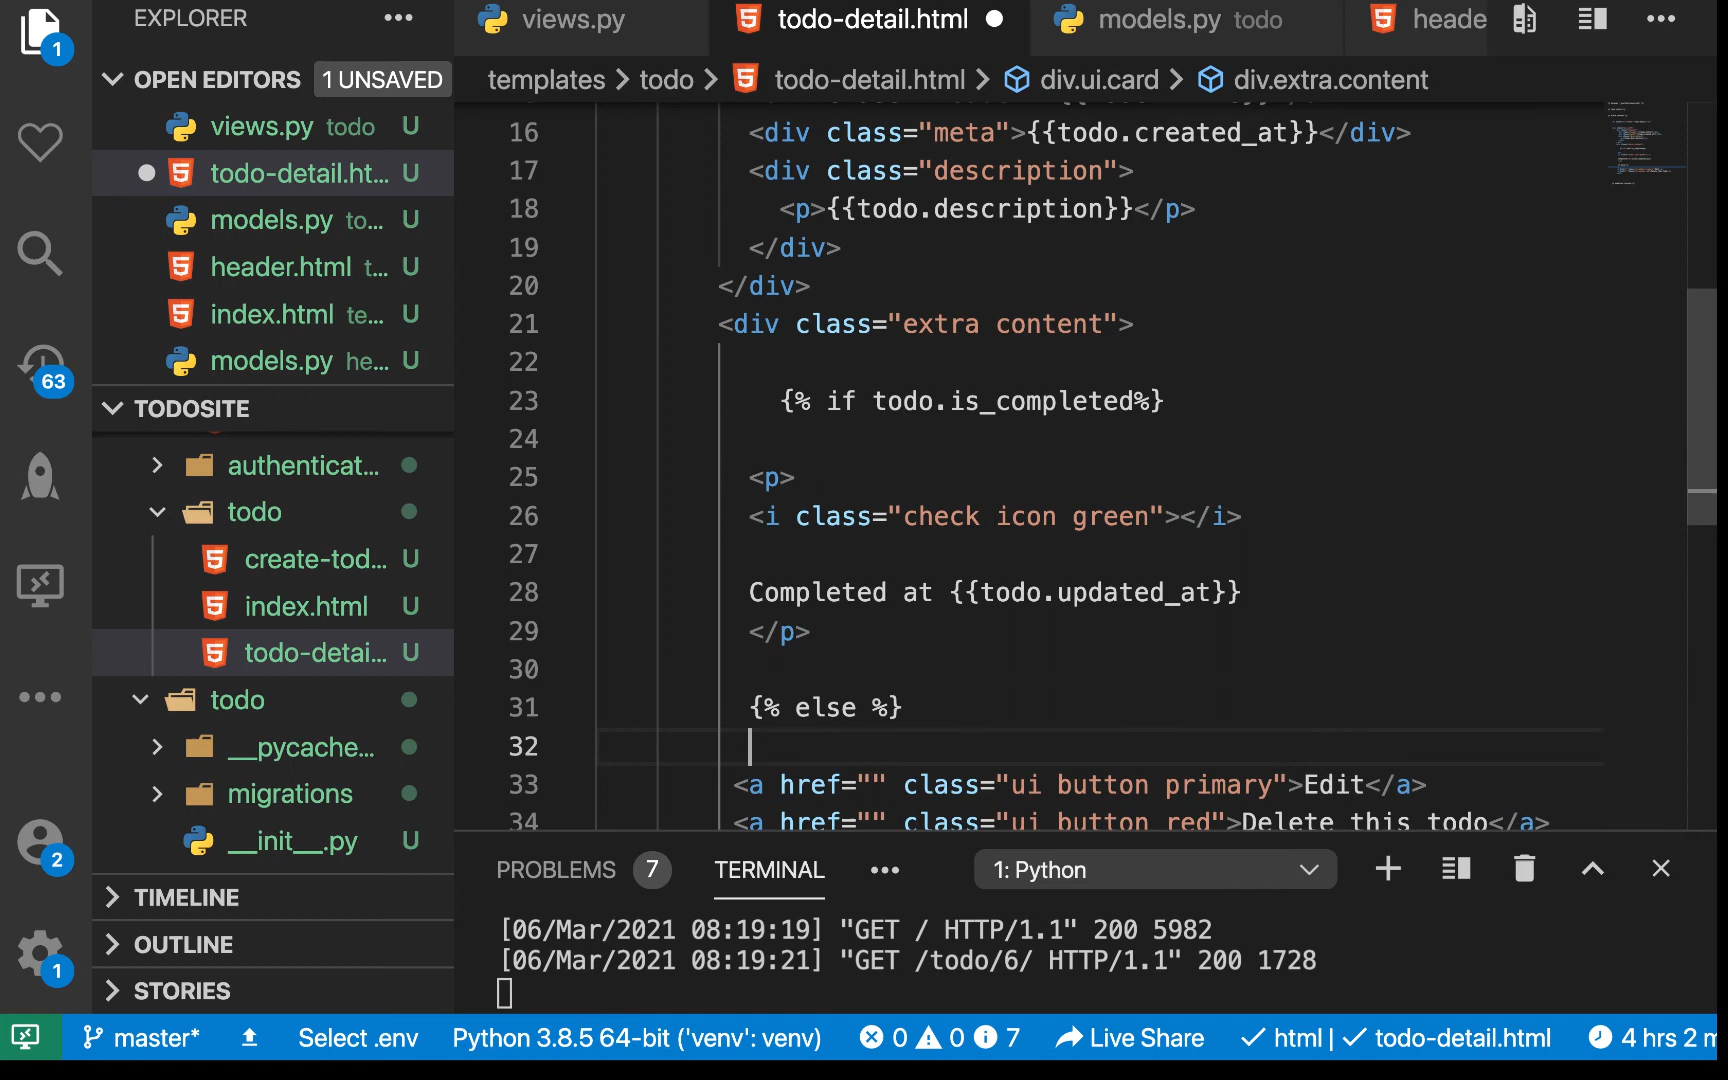 EXPLORER
views.py
todo-detail.html
models.py todo
heade
1
OPEN EDITORS
1 UNSAVED
templates
todo
todo-detail.html
div.ui.card
div.extra.content
views.py todo U
todo-detail.ht... U
models.py to... U
header.html t... U
index.html te... U
models.py he... U
63
TODOSITE
authenticat...
todo
create-tod... U
index.html U
todo-detai... U
todo
__pycache...
migrations
__init__.py U
2
TIMELINE
OUTLINE
STORIES
1
16 <div class="meta">{{todo.created_at}}</div>
17 <div class="description">
18 <p>{{todo.description}}</p>
19 </div>
20 </div>
21 <div class="extra content">
22
23 {% if todo.is_completed%}
24
25 <p>
26 <i class="check icon green"></i>
27
28 Completed at {{todo.updated_at}}
29 </p>
30
31 {% else %}
32
33 <a href="" class="ui button primary">Edit</a>
34 <a href="" class="ui button red">Delete this todo</a>
PROBLEMS 7
TERMINAL
1: Python
[06/Mar/2021 08:19:19] "GET / HTTP/1.1" 200 5982
[06/Mar/2021 08:19:21] "GET /todo/6/ HTTP/1.1" 200 1728
master*
Select .env
Python 3.8.5 64-bit ('venv': venv)
0 0 7
Live Share
html | todo-detail.html
4 hrs 2 m